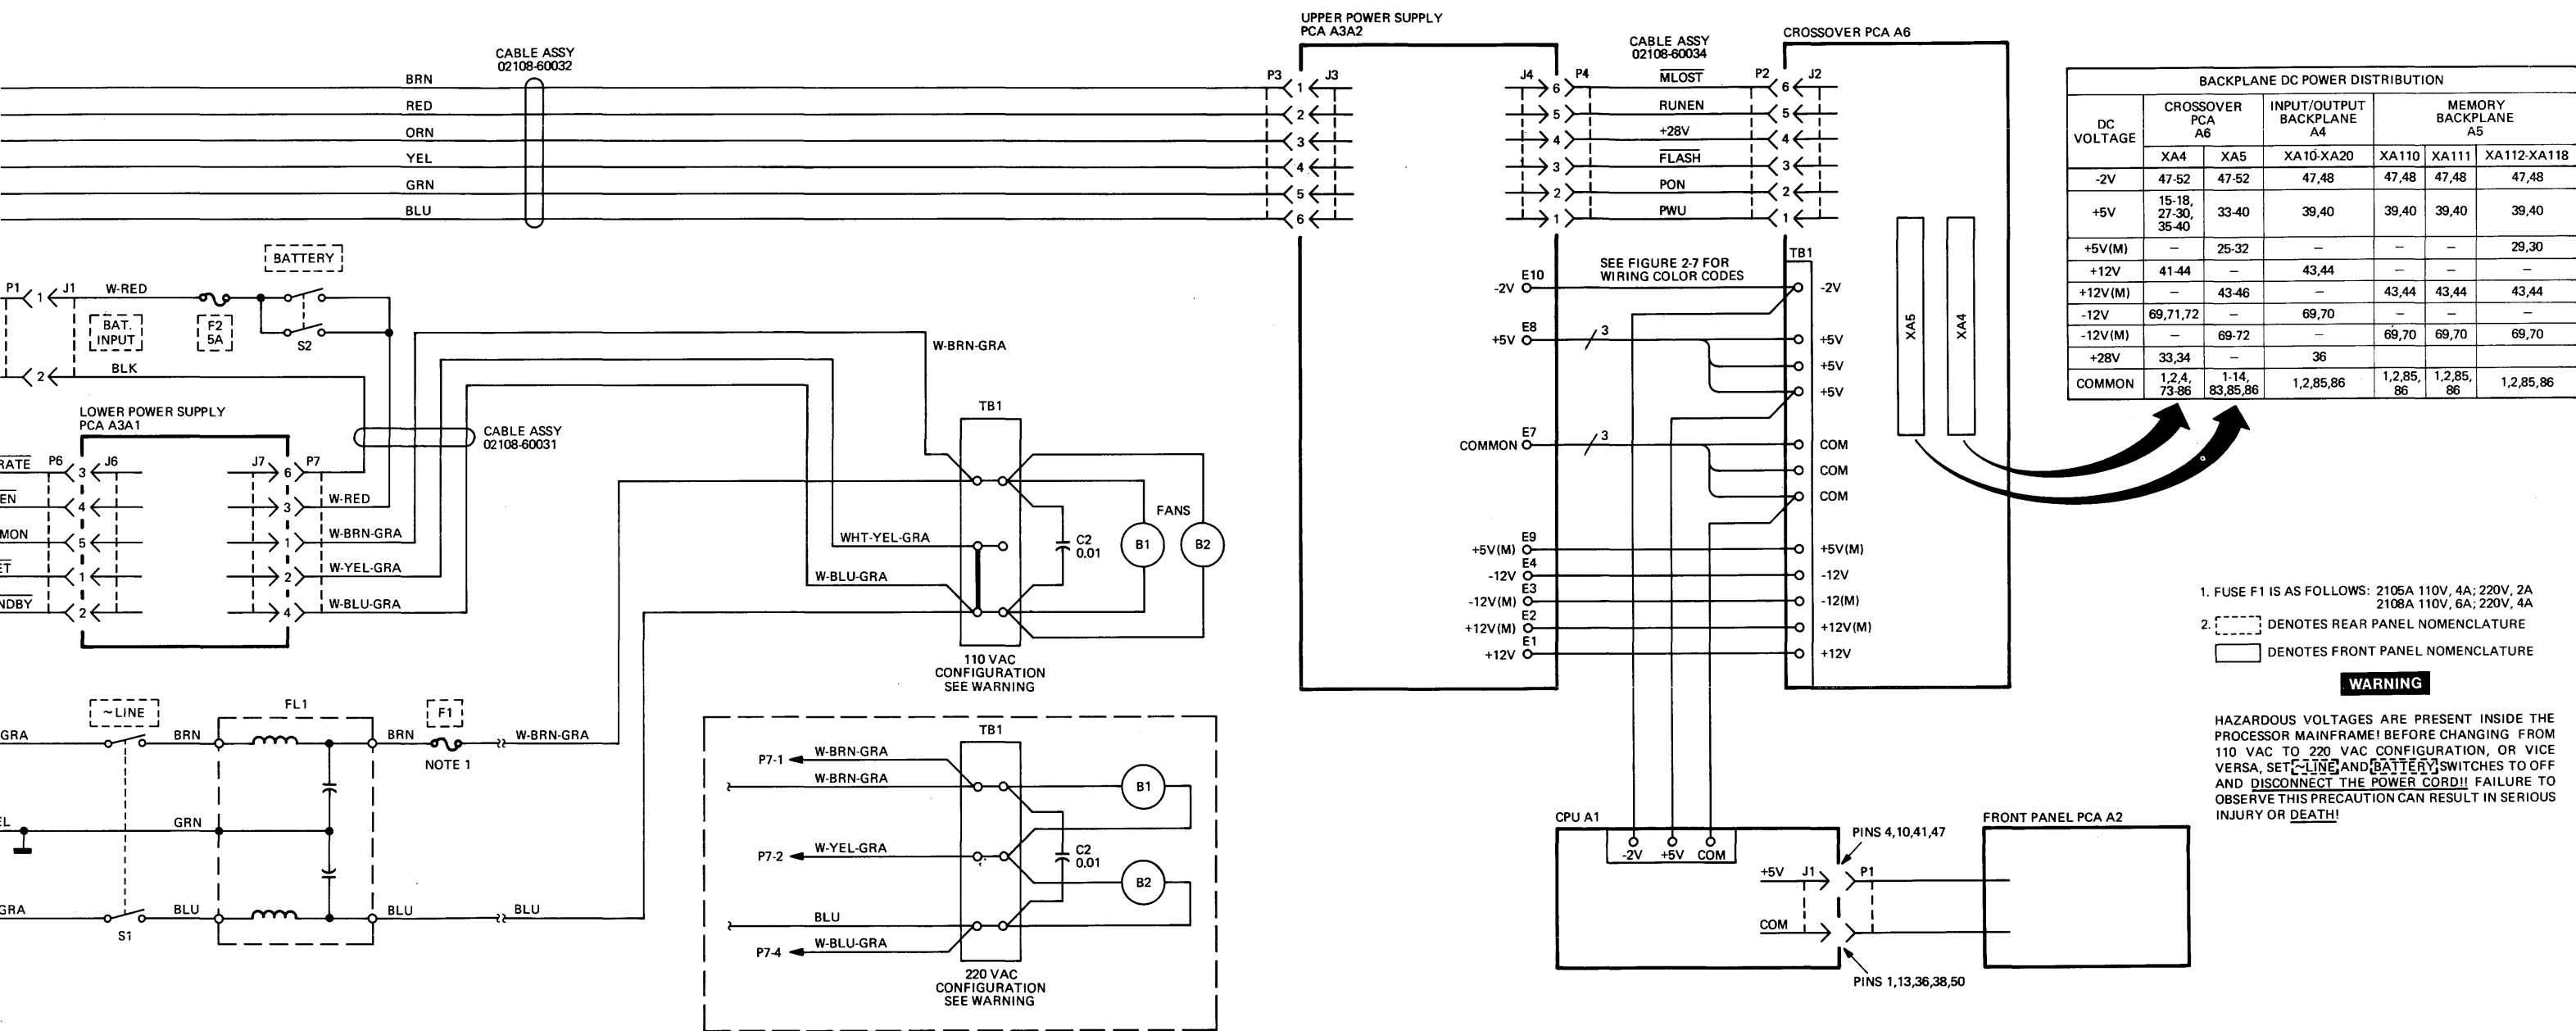 CABLE ASSY
02108-60032
BRN
RED
ORN
YEL
GRN
BLU
UPPER POWER SUPPLY
PCA A3A2
P3
J3
1
2
3
4
5
6
J4
P4
6
5
4
3
2
1
CABLE ASSY
02108-60034
MLOST
RUNEN
+28V
FLASH
PON
PWU
CROSSOVER PCA A6
P2
J2
6
5
4
3
2
1
SEE FIGURE 2-7 FOR
WIRING COLOR CODES
E10
-2V
E8
+5V
3
E7
COMMON
3
E9
+5V(M)
E4
-12V
E3
-12V(M)
E2
+12V(M)
E1
+12V
TB1
-2V
+5V
+5V
+5V
COM
COM
COM
+5V(M)
-12V
-12(M)
+12V(M)
+12V
XA5
XA4
BACKPLANE DC POWER DISTRIBUTION
DC
VOLTAGE
CROSSOVER
PCA
A6
INPUT/OUTPUT
BACKPLANE
A4
MEMORY
BACKPLANE
A5
XA4 XA5 XA10-XA20 XA110 XA111 XA112-XA118
-2V 47-52 47-52 47,48 47,48 47,48 47,48
+5V 15-18, 27-30, 35-40 33-40 39,40 39,40 39,40 39,40
+5V(M) – 25-32 – – – 29,30
+12V 41-44 – 43,44 – – –
+12V(M) – 43-46 – 43,44 43,44 43,44
-12V 69,71,72 – 69,70 – – –
-12V(M) – 69-72 – 69,70 69,70 69,70
+28V 33,34 – 36
COMMON 1,2,4, 73-86 1-14, 83,85,86 1,2,85,86 1,2,85, 86 1,2,85, 86 1,2,85,86
BATTERY
P1
1
J1
W-RED
BAT.
INPUT
F2
5A
S2
2
BLK
LOWER POWER SUPPLY
PCA A3A1
CABLE ASSY
02108-60031
RATE
EN
MON
ET
NDBY
P6
J6
3
4
5
1
2
J7
P7
6
3
1
2
4
W-RED
W-BRN-GRA
W-YEL-GRA
W-BLU-GRA
W-BRN-GRA
WHT-YEL-GRA
W-BLU-GRA
TB1
C2
0.01
FANS
B1
B2
110 VAC
CONFIGURATION
SEE WARNING
~LINE
GRA
BRN
FL1
BRN
F1
NOTE 1
W-BRN-GRA
EL
GRN
GRA
S1
BLU
BLU
BLU
TB1
P7-1
W-BRN-GRA
W-BRN-GRA
P7-2
W-YEL-GRA
BLU
P7-4
W-BLU-GRA
B1
C2
0.01
B2
220 VAC
CONFIGURATION
SEE WARNING
CPU A1
-2V
+5V
COM
PINS 4,10,41,47
+5V
J1
P1
COM
PINS 1,13,36,38,50
FRONT PANEL PCA A2
1. FUSE F1 IS AS FOLLOWS: 2105A 110V, 4A; 220V, 2A
2108A 110V, 6A; 220V, 4A
2. DENOTES REAR PANEL NOMENCLATURE
DENOTES FRONT PANEL NOMENCLATURE
WARNING
HAZARDOUS VOLTAGES ARE PRESENT INSIDE THE
PROCESSOR MAINFRAME! BEFORE CHANGING FROM
110 VAC TO 220 VAC CONFIGURATION, OR VICE
VERSA, SET ~LINE AND BATTERY SWITCHES TO OFF
AND DISCONNECT THE POWER CORD!! FAILURE TO
OBSERVE THIS PRECAUTION CAN RESULT IN SERIOUS
INJURY OR DEATH!